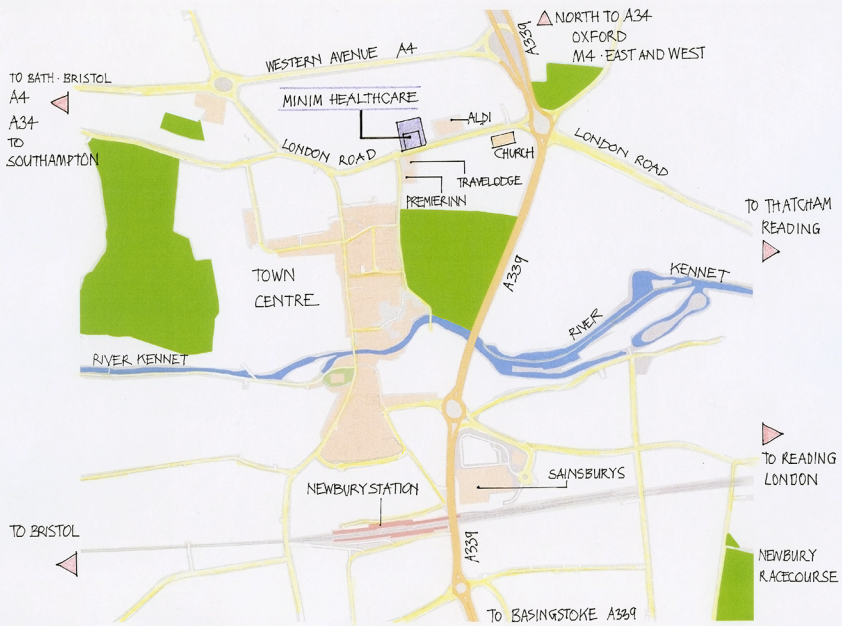 NORTH TO A34
OXFORD
M4 · EAST AND WEST
A339
WESTERN AVENUE A4
TO BATH · BRISTOL
A4
A34
TO
SOUTHAMPTON
MINIM HEALTHCARE
ALDI
LONDON ROAD
CHURCH
LONDON ROAD
TRAVELODGE
PREMIER INN
TO THATCHAM
READING
A339
KENNET
RIVER
TOWN
CENTRE
RIVER KENNET
TO READING
LONDON
SAINSBURYS
NEWBURY STATION
TO BRISTOL
A339
NEWBURY
RACECOURSE
TO BASINGSTOKE A339